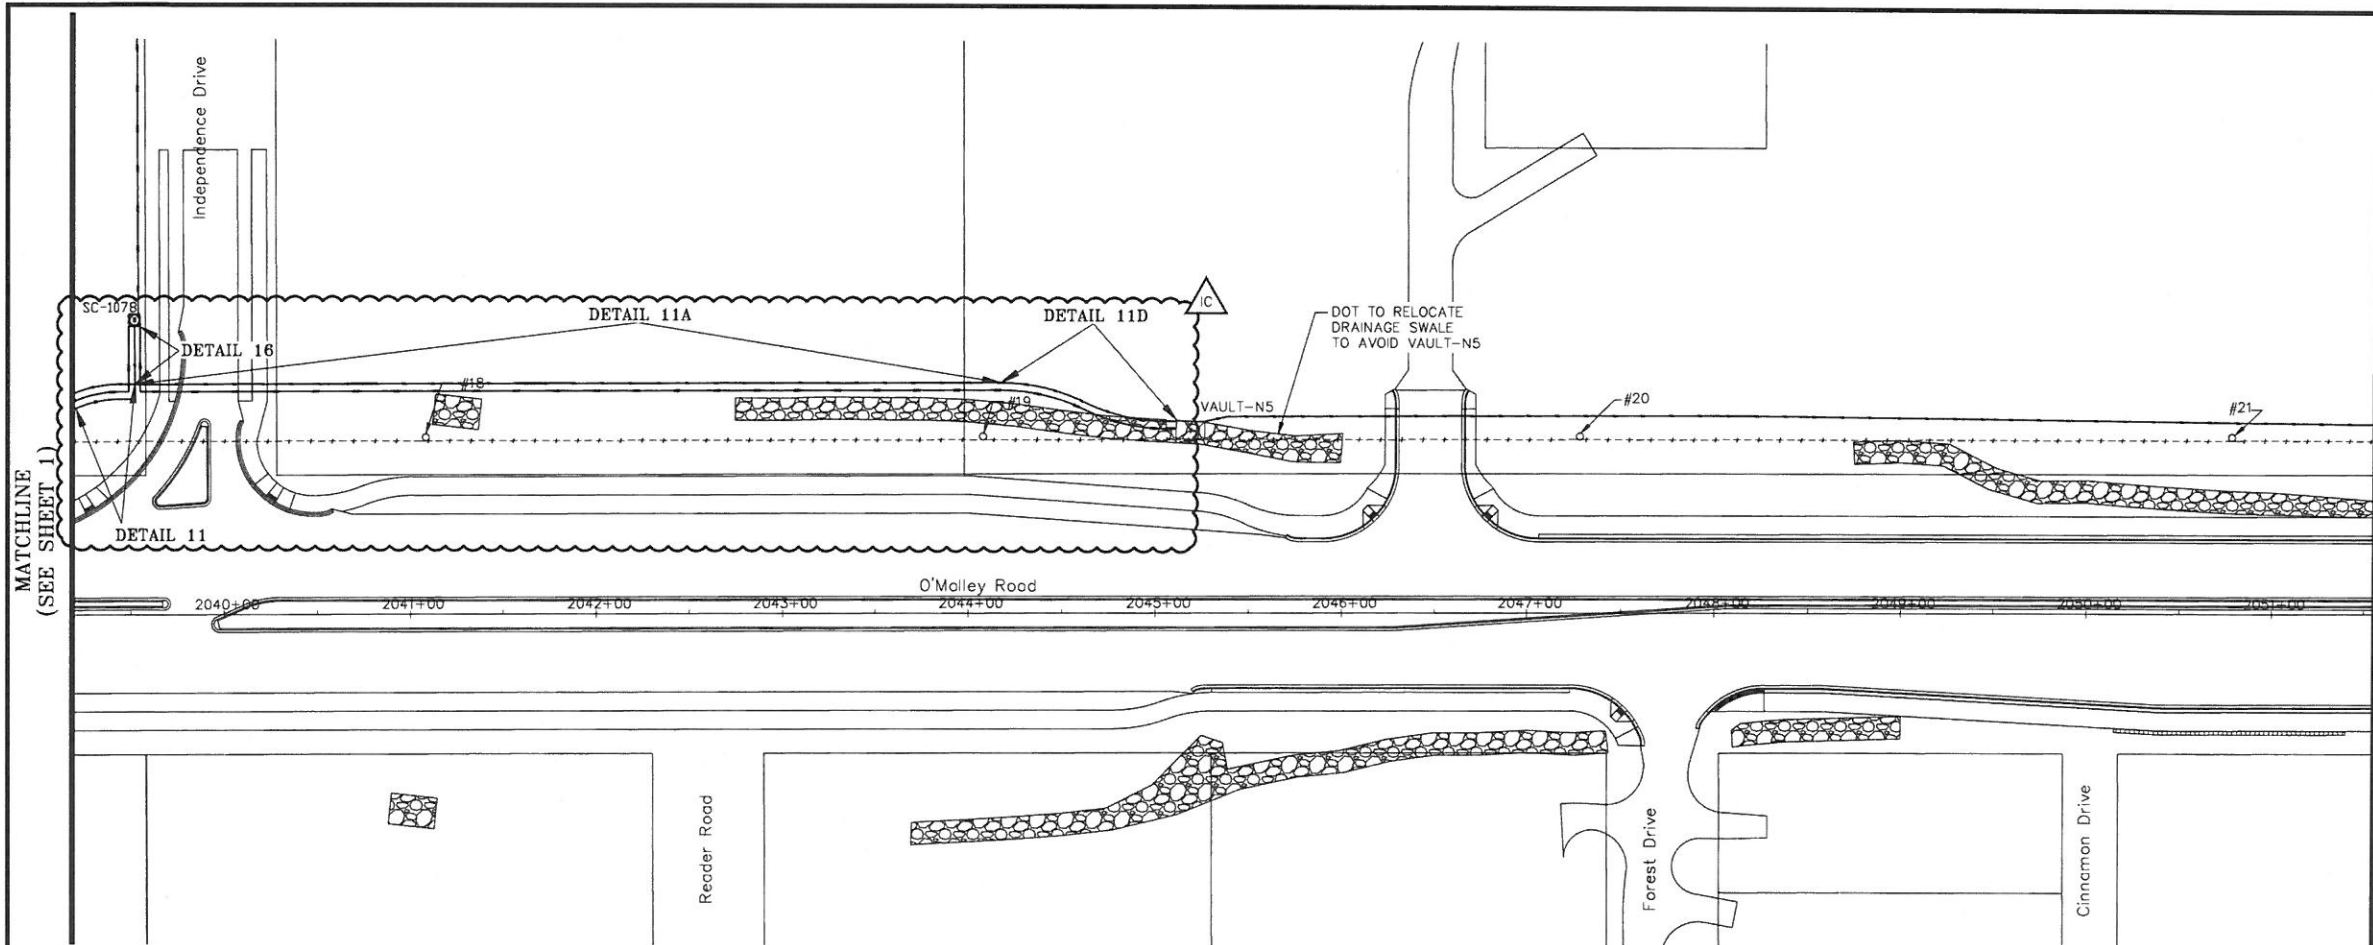 Independence Drive
SC-1078
DETAIL 16
DETAIL 11A
DETAIL 11D
IC
DOT TO RELOCATE
DRAINAGE SWALE
TO AVOID VAULT-N5
#18
#19
VAULT-N5
#20
#21
DETAIL 11
MATCHLINE
(SEE SHEET 1)
O'Malley Road
2040+00
2041+00
2042+00
2043+00
2044+00
2045+00
2046+00
2047+00
2048+00
2049+00
2050+00
2051+00
Reader Road
Forest Drive
Cinnamon Drive